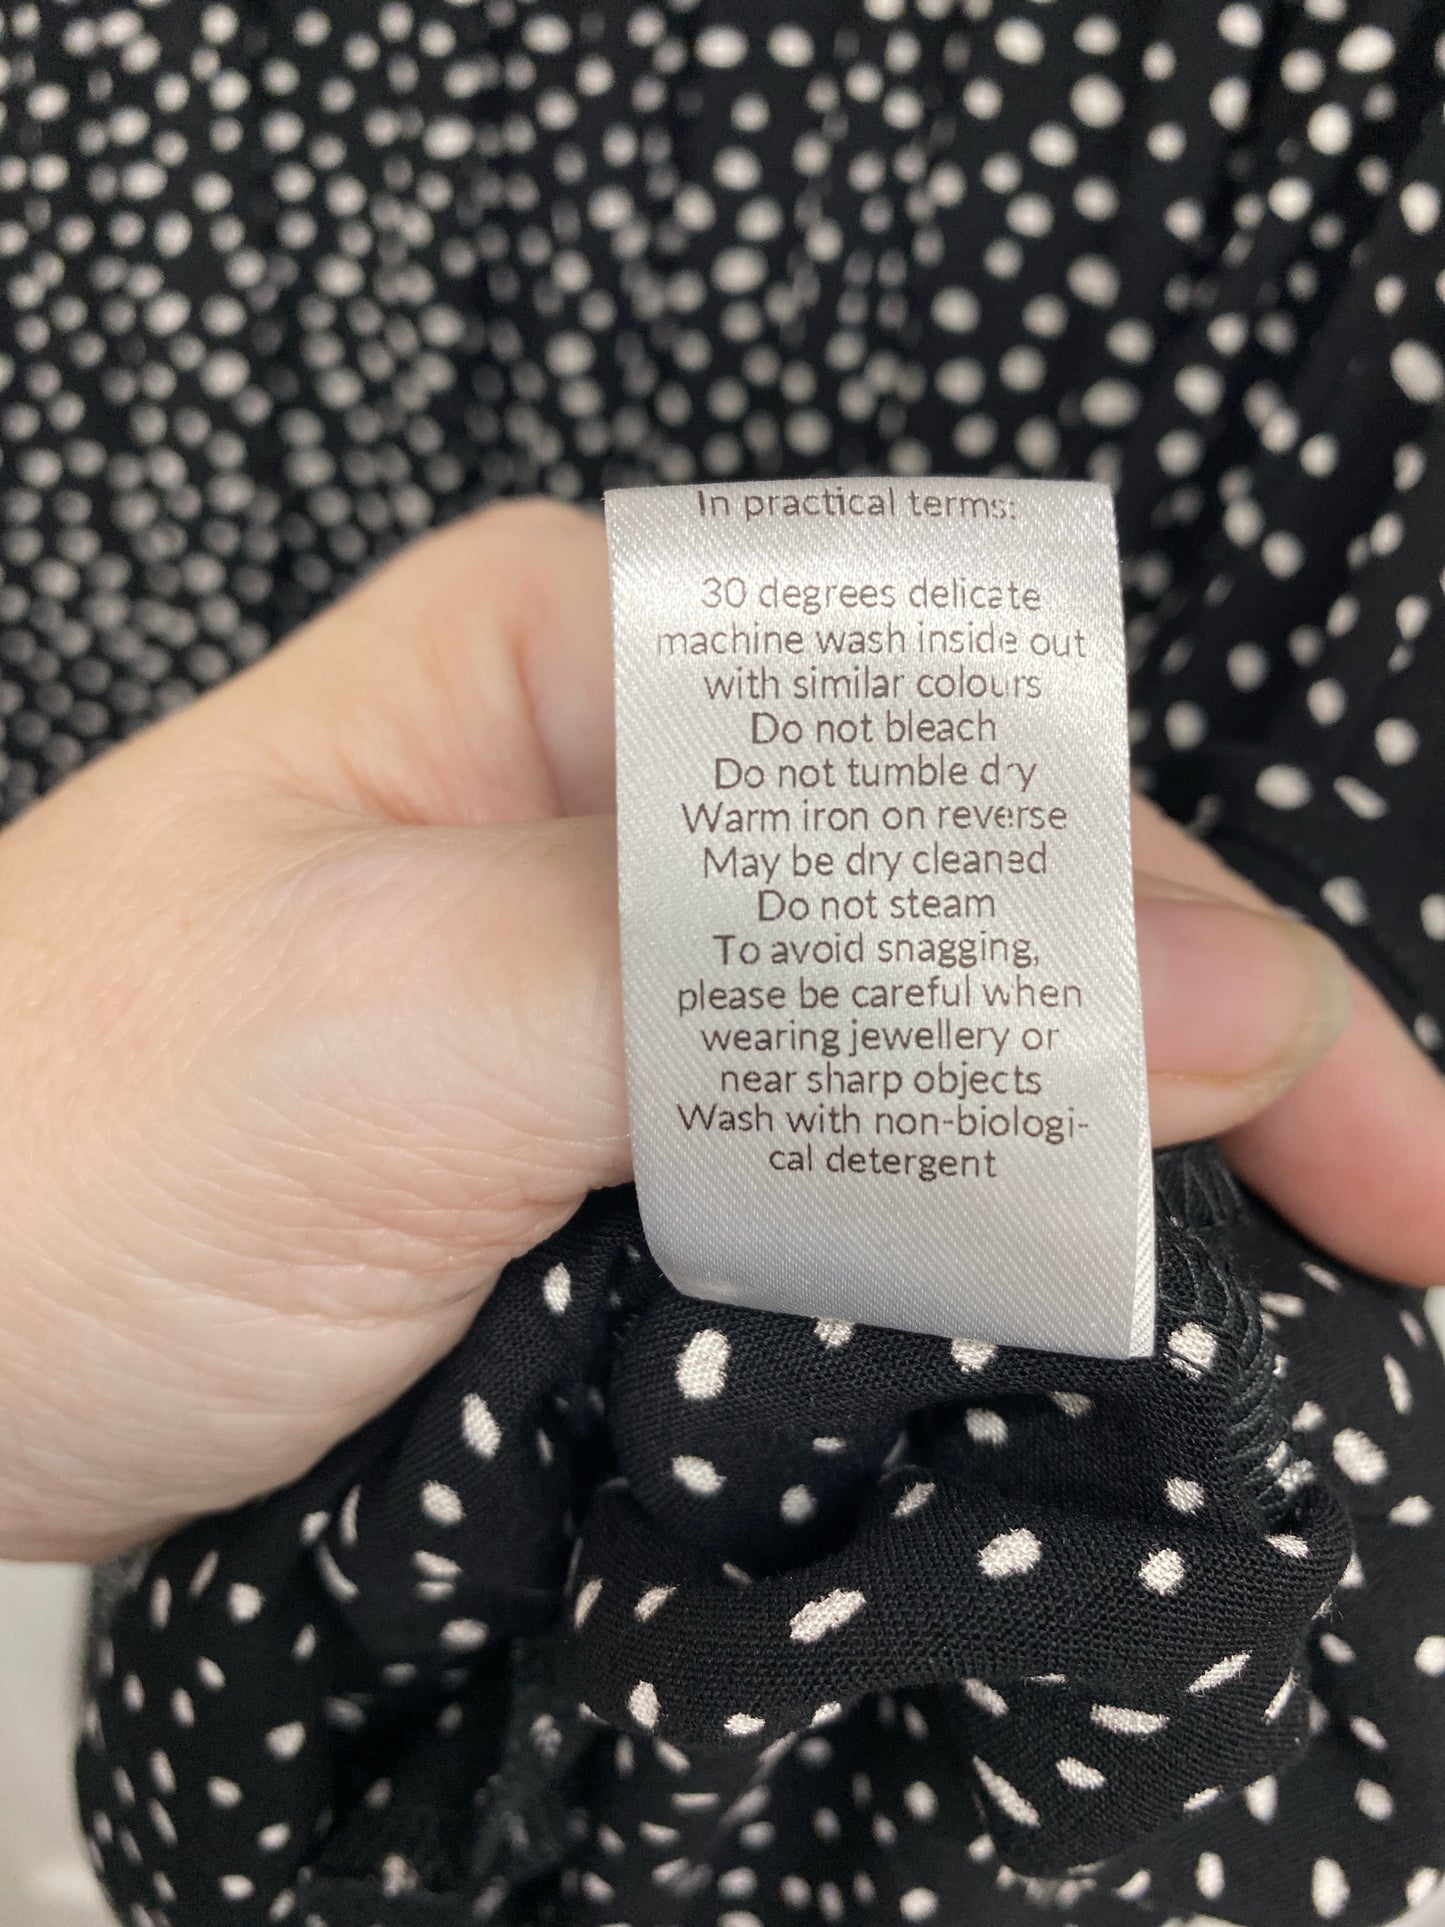 In practical terms:
30 degrees delicate
machine wash inside out
with similar colours
Do not bleach
Do not tumble dry
Warm iron on reverse
May be dry cleaned
Do not steam
To avoid snagging,
please be careful when
wearing jewellery or
near sharp objects
Wash with non-biologi-
cal detergent